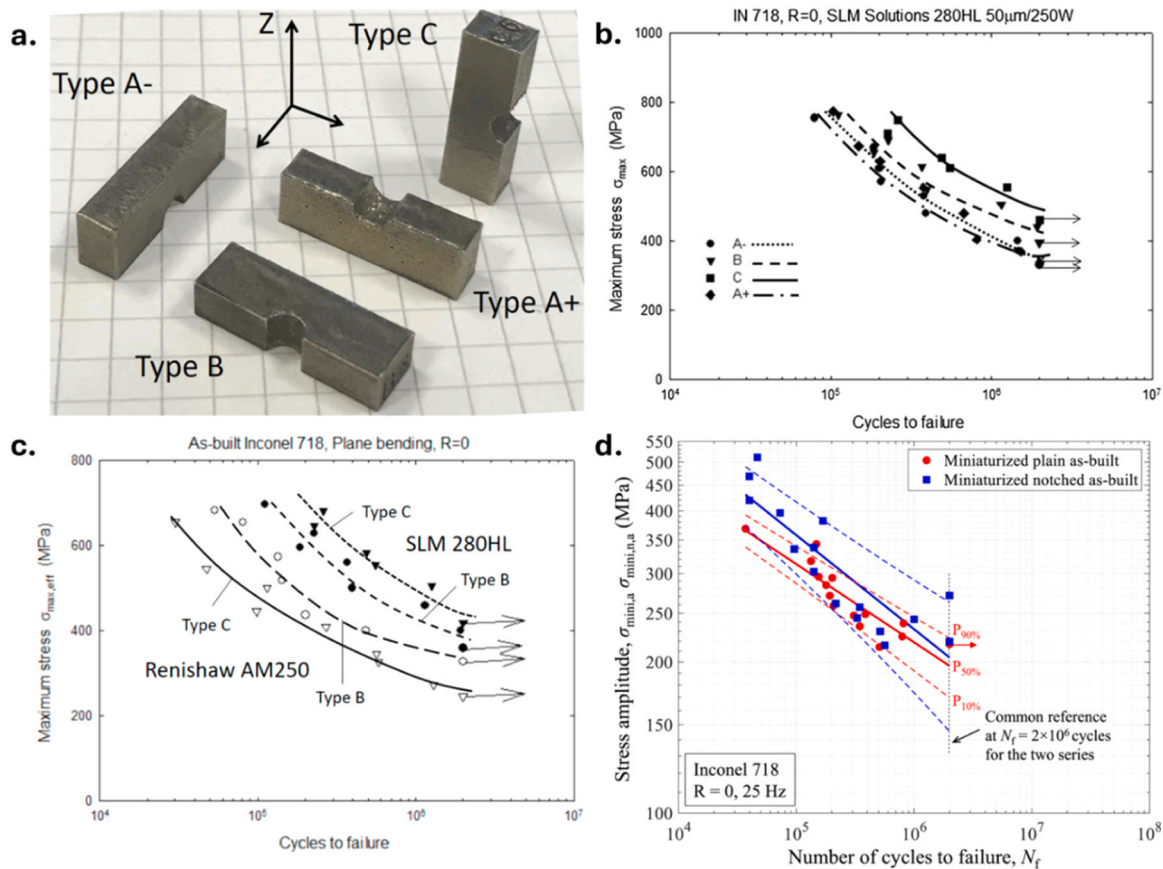 a.
Z
Type C
Type A-
Type A+
Type B
b.
IN 718, R=0, SLM Solutions 280HL 50μm/250W
Maximum stress σmax (MPa)
1000
800
600
400
200
0
A-
B
C
A+
10⁴
10⁵
10⁶
10⁷
Cycles to failure
c.
As-built Inconel 718, Plane bending, R=0
Maximum stress σmax,eff (MPa)
800
600
400
200
0
Type C
SLM 280HL
Type B
Type C
Renishaw AM250
Type B
10⁴
10⁵
10⁶
10⁷
Cycles to failure
d.
Stress amplitude, σmini,a σmini,n,a (MPa)
550
500
450
400
350
300
250
200
150
100
Miniaturized plain as-built
Miniaturized notched as-built
P90%
P50%
P10%
Common reference
at Nf = 2×10⁶ cycles
for the two series
Inconel 718
R = 0, 25 Hz
10⁴
10⁵
10⁶
10⁷
10⁸
Number of cycles to failure, Nf